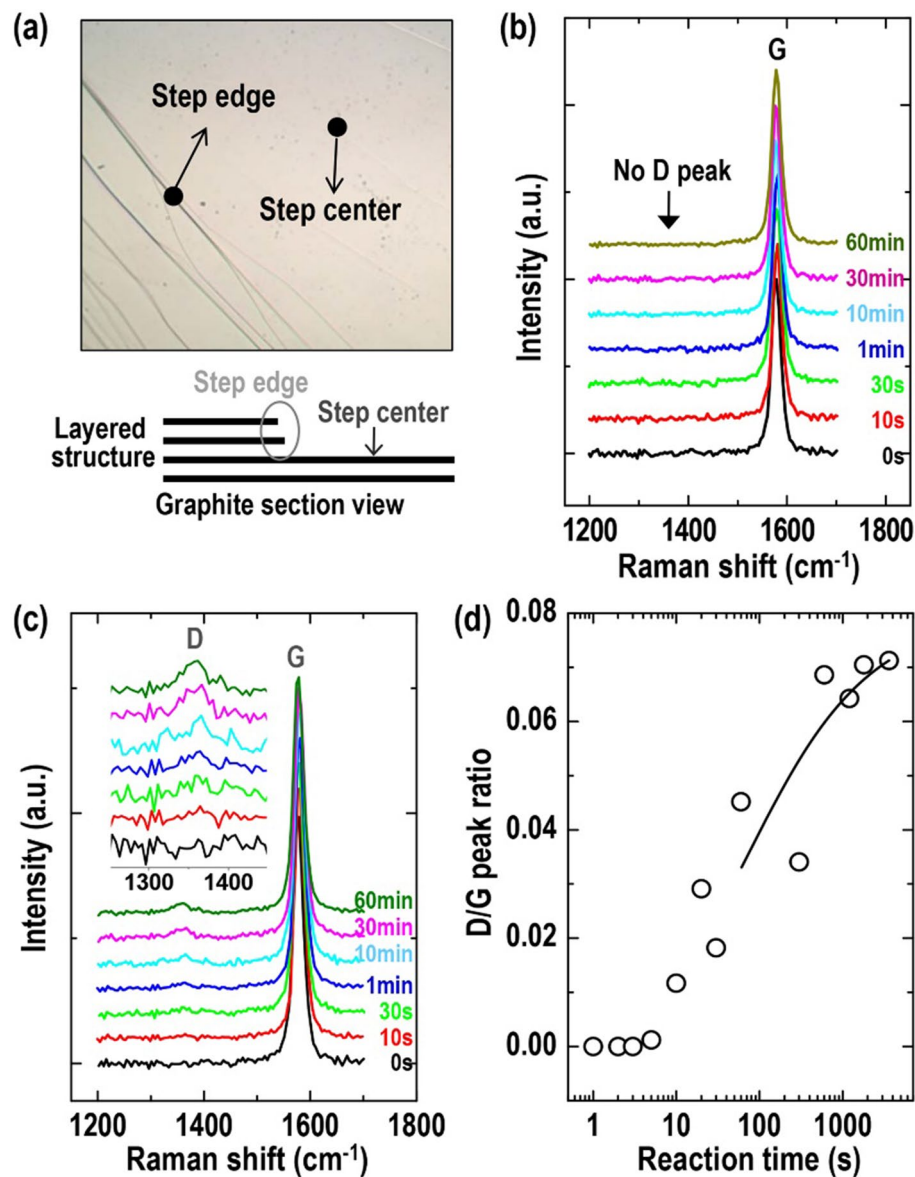 (a)
Step edge
Step center
Step edge
Step center
Layered
structure
Graphite section view
(b)
G
No D peak
60min
30min
10min
1min
30s
10s
0s
Intensity (a.u.)
1200 1400 1600 1800
Raman shift (cm-1)
(c)
D
G
1300 1400
60min
30min
10min
1min
30s
10s
0s
Intensity (a.u.)
1200 1400 1600 1800
Raman shift (cm-1)
(d)
0.08
0.06
0.04
0.02
0.00
D/G peak ratio
1 10 100 1000
Reaction time (s)